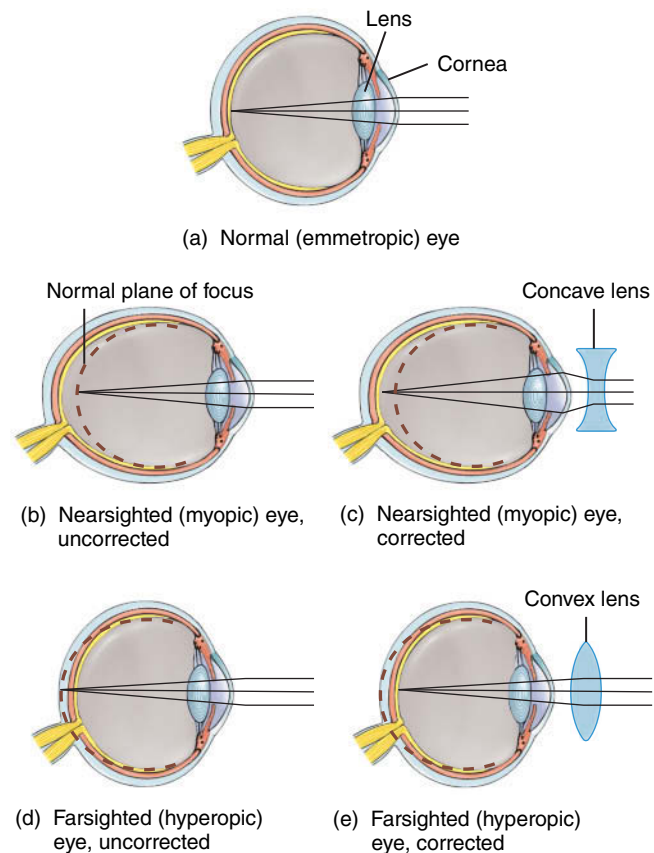 Lens
Cornea
(a) Normal (emmetropic) eye
Normal plane of focus
Concave lens
(b) Nearsighted (myopic) eye,
uncorrected
(c) Nearsighted (myopic) eye,
corrected
Convex lens
(d) Farsighted (hyperopic)
eye, uncorrected
(e) Farsighted (hyperopic)
eye, corrected